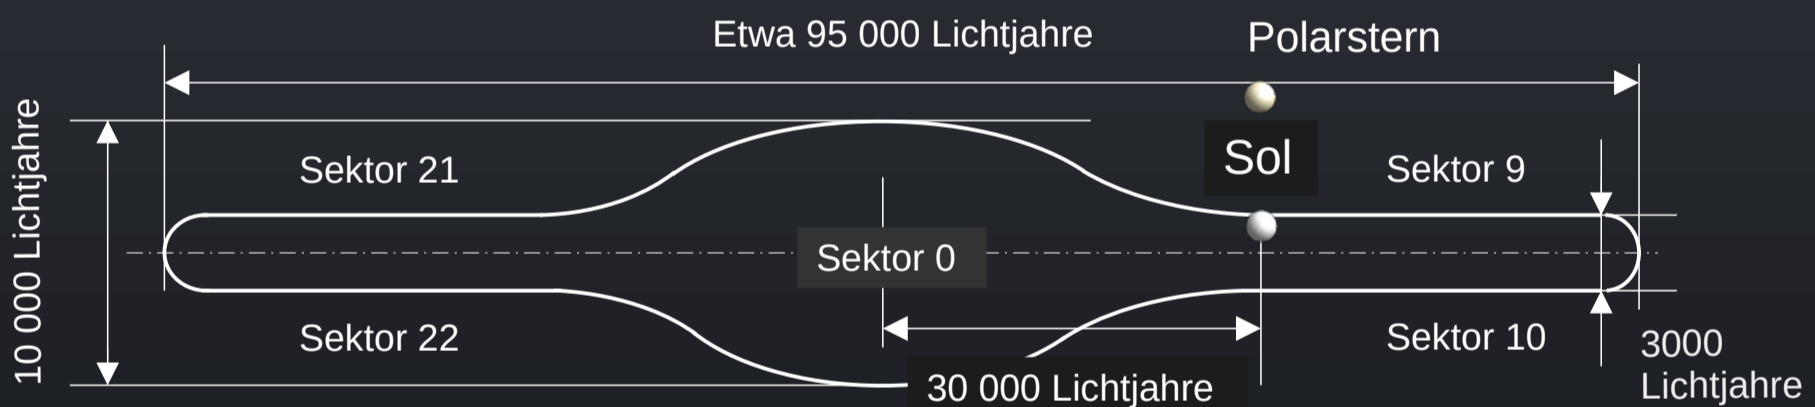 Etwa 95 000 Lichtjahre
Polarstern
10 000 Lichtjahre
Sektor 21
Sol
Sektor 9
Sektor 0
Sektor 22
Sektor 10
30 000 Lichtjahre
3000
Lichtjahre